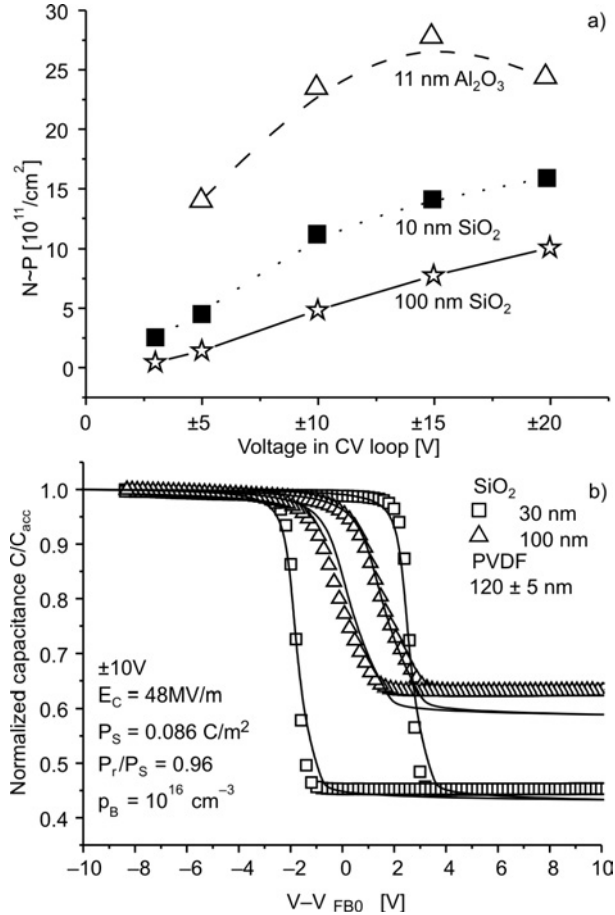 a)
30
25
20
15
10
5
0
N~P [10¹¹/cm²]
11 nm Al₂O₃
10 nm SiO₂
100 nm SiO₂
0 ±5 ±10 ±15 ±20
Voltage in CV loop [V]
b)
1.0
0.9
0.8
0.7
0.6
0.5
0.4
Normalized capacitance C/C_acc
SiO₂
30 nm
100 nm
PVDF
120 ± 5 nm
±10V
E_C = 48MV/m
P_S = 0.086 C/m²
P_r/P_S = 0.96
p_B = 10¹⁶ cm⁻³
−10 −8 −6 −4 −2 0 2 4 6 8 10
V−V_FB0 [V]